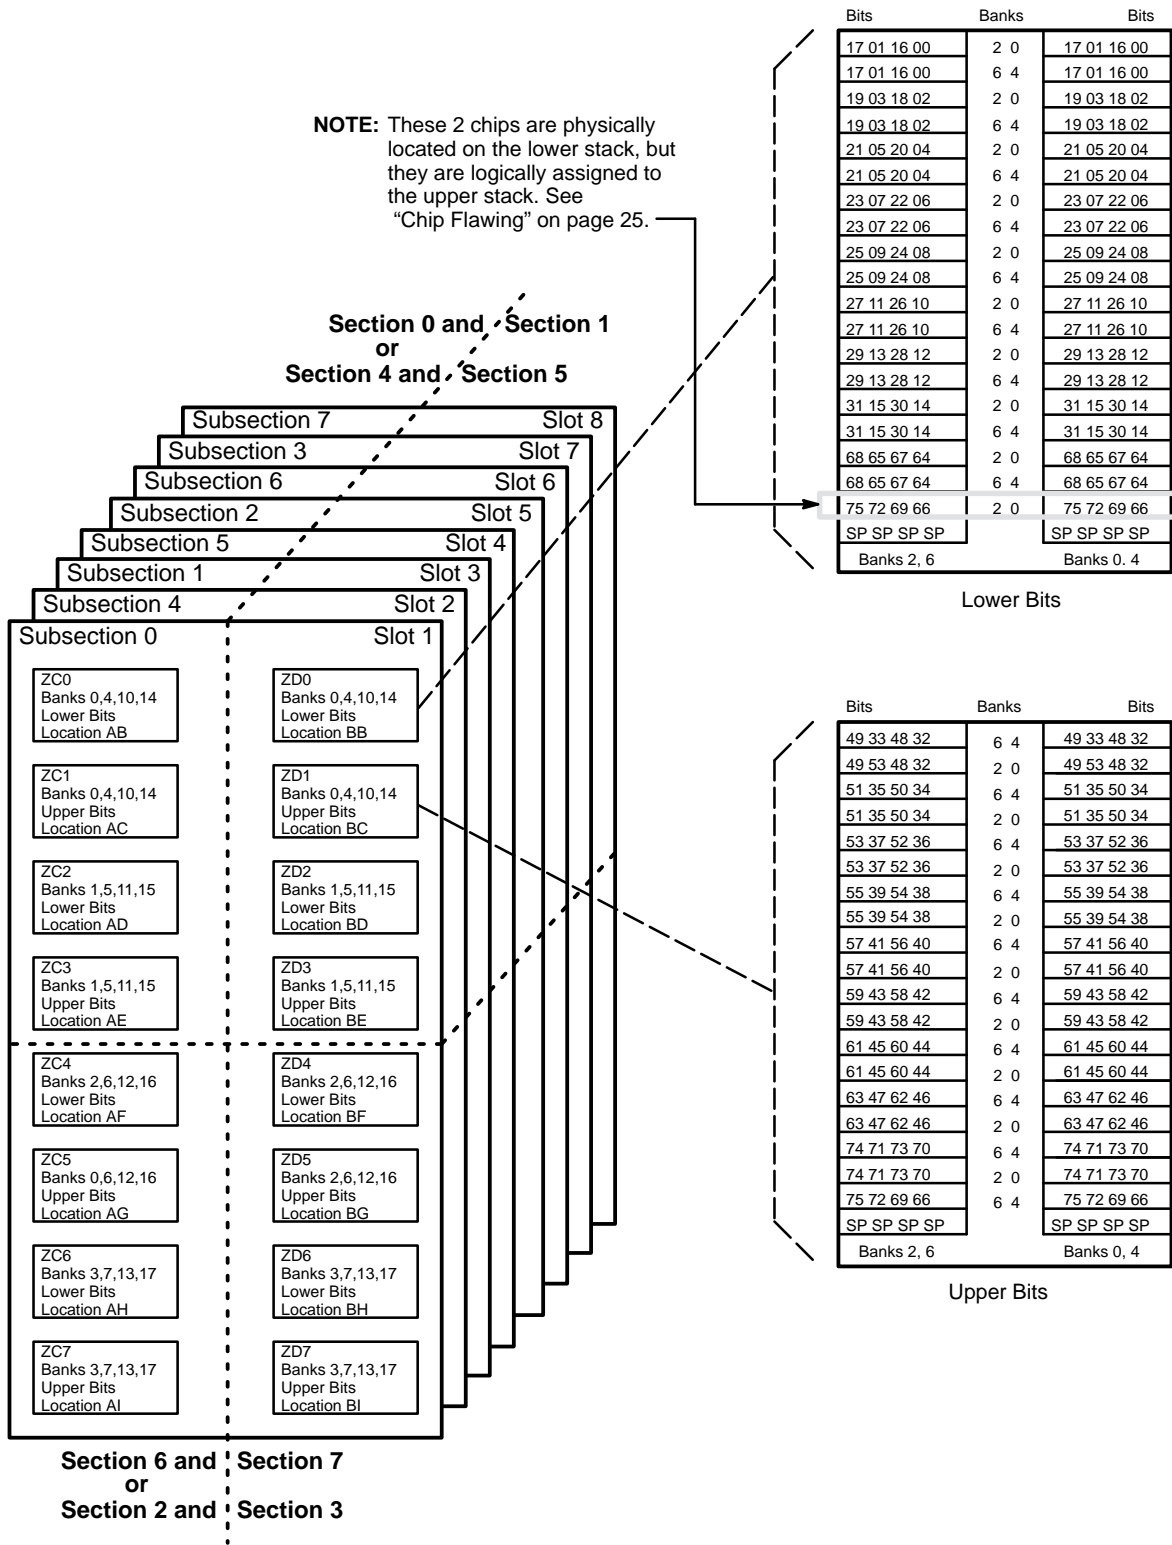 Bits Banks Bits
17 01 16 00 2 0 17 01 16 00
17 01 16 00 6 4 17 01 16 00
19 03 18 02 2 0 19 03 18 02
19 03 18 02 6 4 19 03 18 02
21 05 20 04 2 0 21 05 20 04
21 05 20 04 6 4 21 05 20 04
23 07 22 06 2 0 23 07 22 06
23 07 22 06 6 4 23 07 22 06
25 09 24 08 2 0 25 09 24 08
25 09 24 08 6 4 25 09 24 08
27 11 26 10 2 0 27 11 26 10
27 11 26 10 6 4 27 11 26 10
29 13 28 12 2 0 29 13 28 12
29 13 28 12 6 4 29 13 28 12
31 15 30 14 2 0 31 15 30 14
31 15 30 14 6 4 31 15 30 14
68 65 67 64 2 0 68 65 67 64
68 65 67 64 6 4 68 65 67 64
75 72 69 66 2 0 75 72 69 66
SP SP SP SP SP SP SP SP
Banks 2, 6 Banks 0. 4
Lower Bits
NOTE: These 2 chips are physically
located on the lower stack, but
they are logically assigned to
the upper stack. See
“Chip Flawing” on page 25.
Section 0 and Section 1
or
Section 4 and Section 5
Subsection 7 Slot 8
Subsection 3 Slot 7
Subsection 6 Slot 6
Subsection 2 Slot 5
Subsection 5 Slot 4
Subsection 1 Slot 3
Subsection 4 Slot 2
Subsection 0 Slot 1
ZC0
Banks 0,4,10,14
Lower Bits
Location AB
ZD0
Banks 0,4,10,14
Lower Bits
Location BB
ZC1
Banks 0,4,10,14
Upper Bits
Location AC
ZD1
Banks 0,4,10,14
Upper Bits
Location BC
ZC2
Banks 1,5,11,15
Lower Bits
Location AD
ZD2
Banks 1,5,11,15
Lower Bits
Location BD
ZC3
Banks 1,5,11,15
Upper Bits
Location AE
ZD3
Banks 1,5,11,15
Upper Bits
Location BE
ZC4
Banks 2,6,12,16
Lower Bits
Location AF
ZD4
Banks 2,6,12,16
Lower Bits
Location BF
ZC5
Banks 0,6,12,16
Upper Bits
Location AG
ZD5
Banks 2,6,12,16
Upper Bits
Location BG
ZC6
Banks 3,7,13,17
Lower Bits
Location AH
ZD6
Banks 3,7,13,17
Lower Bits
Location BH
ZC7
Banks 3,7,13,17
Upper Bits
Location AI
ZD7
Banks 3,7,13,17
Upper Bits
Location BI
Section 6 and Section 7
or
Section 2 and Section 3
Bits Banks Bits
49 33 48 32 6 4 49 33 48 32
49 53 48 32 2 0 49 53 48 32
51 35 50 34 6 4 51 35 50 34
51 35 50 34 2 0 51 35 50 34
53 37 52 36 6 4 53 37 52 36
53 37 52 36 2 0 53 37 52 36
55 39 54 38 6 4 55 39 54 38
55 39 54 38 2 0 55 39 54 38
57 41 56 40 6 4 57 41 56 40
57 41 56 40 2 0 57 41 56 40
59 43 58 42 6 4 59 43 58 42
59 43 58 42 2 0 59 43 58 42
61 45 60 44 6 4 61 45 60 44
61 45 60 44 2 0 61 45 60 44
63 47 62 46 6 4 63 47 62 46
63 47 62 46 2 0 63 47 62 46
74 71 73 70 6 4 74 71 73 70
74 71 73 70 2 0 74 71 73 70
75 72 69 66 6 4 75 72 69 66
SP SP SP SP SP SP SP SP
Banks 2, 6 Banks 0, 4
Upper Bits